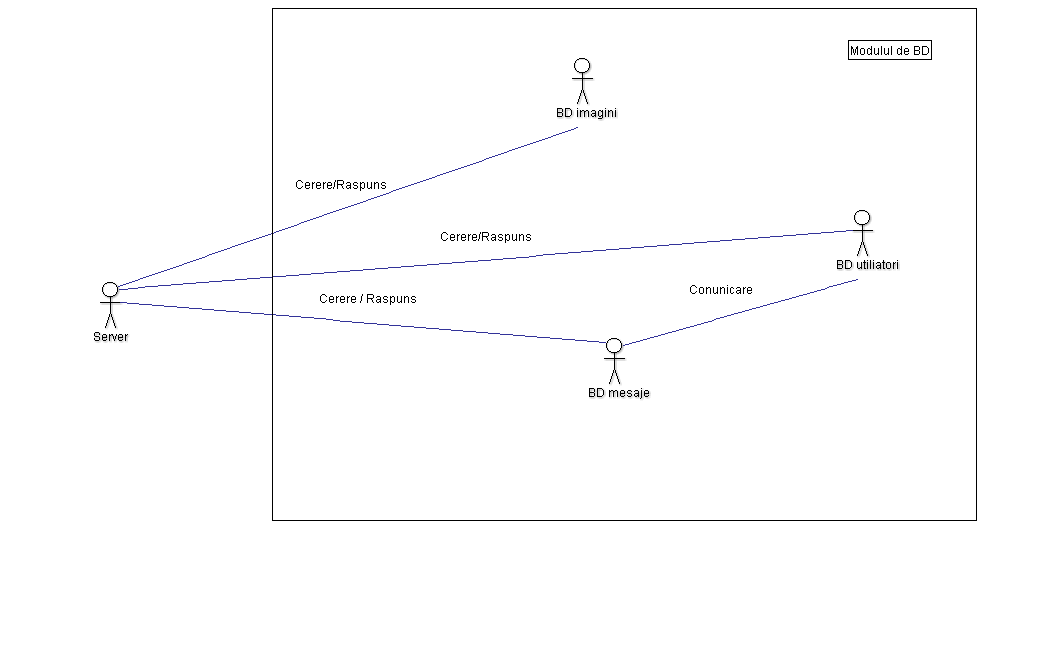 Modulul de BD
BD imagini
Cerere/Raspuns
Cerere/Raspuns
BD utiliatori
Conunicare
Cerere / Raspuns
Server
BD mesaje